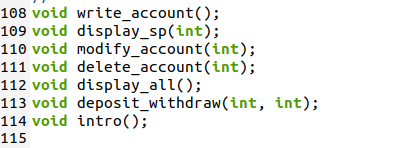 108 void write_account();
109 void display_sp(int);
110 void modify_account(int);
111 void delete_account(int);
112 void display_all();
113 void deposit_withdraw(int, int);
114 void intro();
115